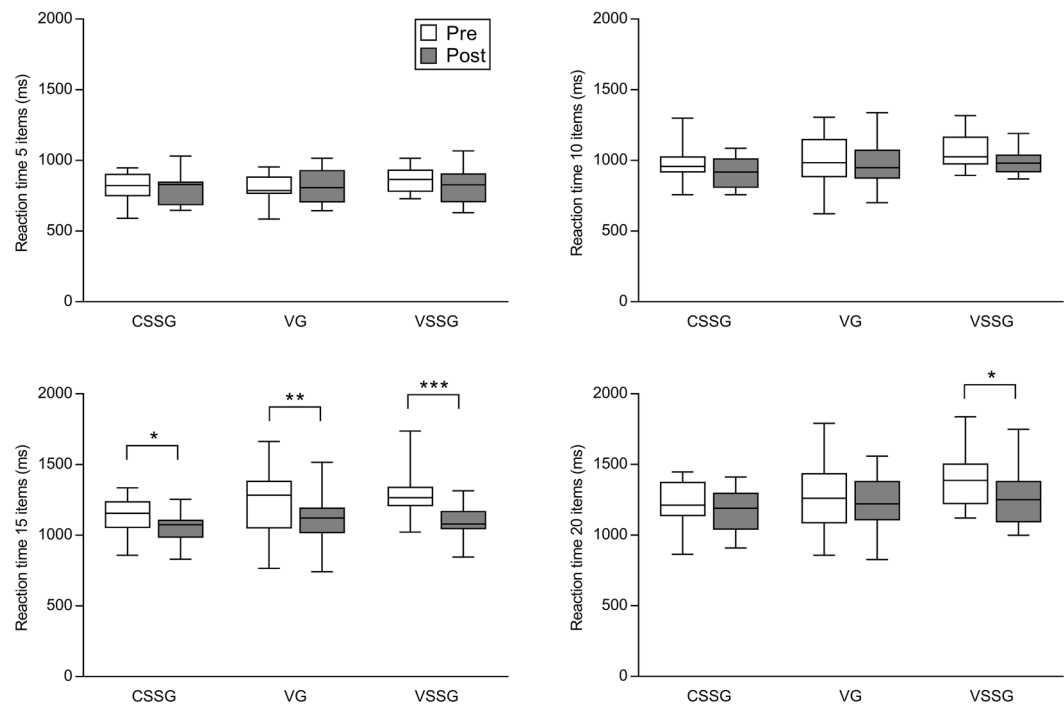 Reaction time 5 items (ms)
2000
1500
1000
500
0
Pre
Post
CSSG VG VSSG
Reaction time 10 items (ms)
2000
1500
1000
500
0
CSSG VG VSSG
Reaction time 15 items (ms)
2000
1500
1000
500
0
*
**
***
CSSG VG VSSG
Reaction time 20 items (ms)
2000
1500
1000
500
0
*
CSSG VG VSSG